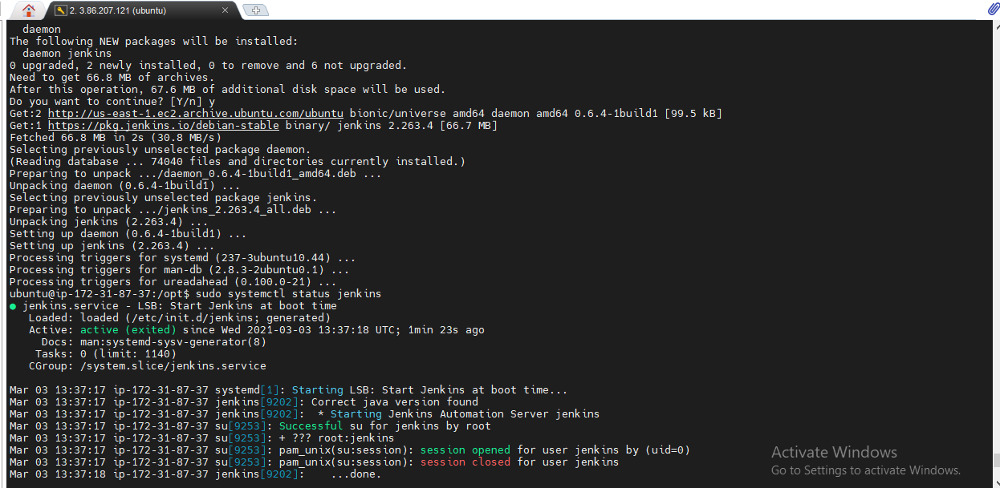 2. 3.86.207.121 (ubuntu)
daemon
The following NEW packages will be installed:
daemon jenkins
0 upgraded, 2 newly installed, 0 to remove and 6 not upgraded.
Need to get 66.8 MB of archives.
After this operation, 67.6 MB of additional disk space will be used.
Do you want to continue? [Y/n] y
Get:2 http://us-east-1.ec2.archive.ubuntu.com/ubuntu bionic/universe amd64 daemon amd64 0.6.4-1build1 [99.5 kB]
Get:1 https://pkg.jenkins.io/debian-stable binary/ jenkins 2.263.4 [66.7 MB]
Fetched 66.8 MB in 2s (30.8 MB/s)
Selecting previously unselected package daemon.
(Reading database ... 74040 files and directories currently installed.)
Preparing to unpack .../daemon_0.6.4-1build1_amd64.deb ...
Unpacking daemon (0.6.4-1build1) ...
Selecting previously unselected package jenkins.
Preparing to unpack .../jenkins_2.263.4_all.deb ...
Unpacking jenkins (2.263.4) ...
Setting up daemon (0.6.4-1build1) ...
Setting up jenkins (2.263.4) ...
Processing triggers for systemd (237-3ubuntu10.44) ...
Processing triggers for man-db (2.8.3-2ubuntu0.1) ...
Processing triggers for ureadahead (0.100.0-21) ...
ubuntu@ip-172-31-87-37:/opt$ sudo systemctl status jenkins
● jenkins.service - LSB: Start Jenkins at boot time
Loaded: loaded (/etc/init.d/jenkins; generated)
Active: active (exited) since Wed 2021-03-03 13:37:18 UTC; 1min 23s ago
Docs: man:systemd-sysv-generator(8)
Tasks: 0 (limit: 1140)
CGroup: /system.slice/jenkins.service
Mar 03 13:37:17 ip-172-31-87-37 systemd[1]: Starting LSB: Start Jenkins at boot time...
Mar 03 13:37:17 ip-172-31-87-37 jenkins[9202]: Correct java version found
Mar 03 13:37:17 ip-172-31-87-37 jenkins[9202]:  * Starting Jenkins Automation Server jenkins
Mar 03 13:37:17 ip-172-31-87-37 su[9253]: Successful su for jenkins by root
Mar 03 13:37:17 ip-172-31-87-37 su[9253]: + ??? root:jenkins
Mar 03 13:37:17 ip-172-31-87-37 su[9253]: pam_unix(su:session): session opened for user jenkins by (uid=0)
Mar 03 13:37:17 ip-172-31-87-37 su[9253]: pam_unix(su:session): session closed for user jenkins
Mar 03 13:37:18 ip-172-31-87-37 jenkins[9202]:    ...done.
Activate Windows
Go to Settings to activate Windows.